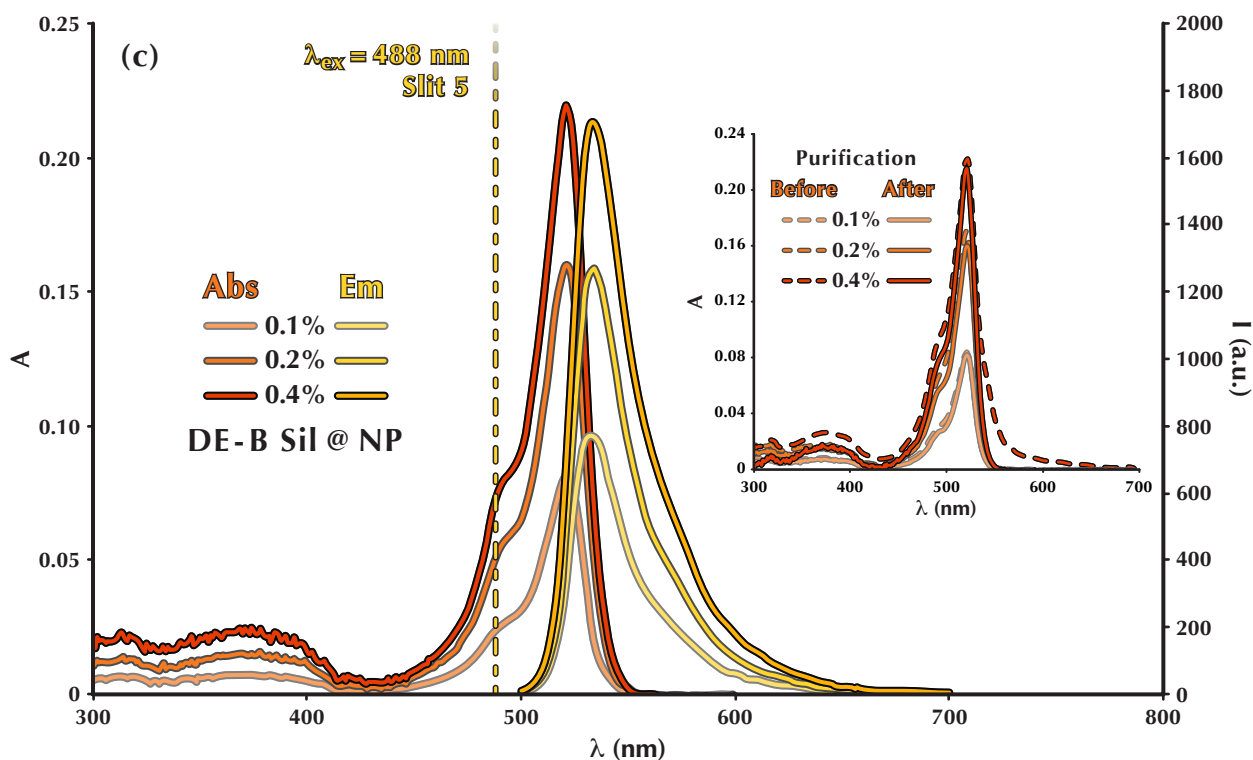 (c)
λex = 488 nm
Slit 5
Abs Em
0.1%
0.2%
0.4%
DE-B Sil @ NP
A
0.25
0.20
0.15
0.10
0.05
0
300 400 500 600 700 800
λ (nm)
2000
1800
1600
1400
1200
1000
800
600
400
200
0
I (a.u.)
Purification
Before After
0.1%
0.2%
0.4%
A
0.24
0.20
0.16
0.12
0.08
0.04
0
300 400 500 600 700
λ (nm)